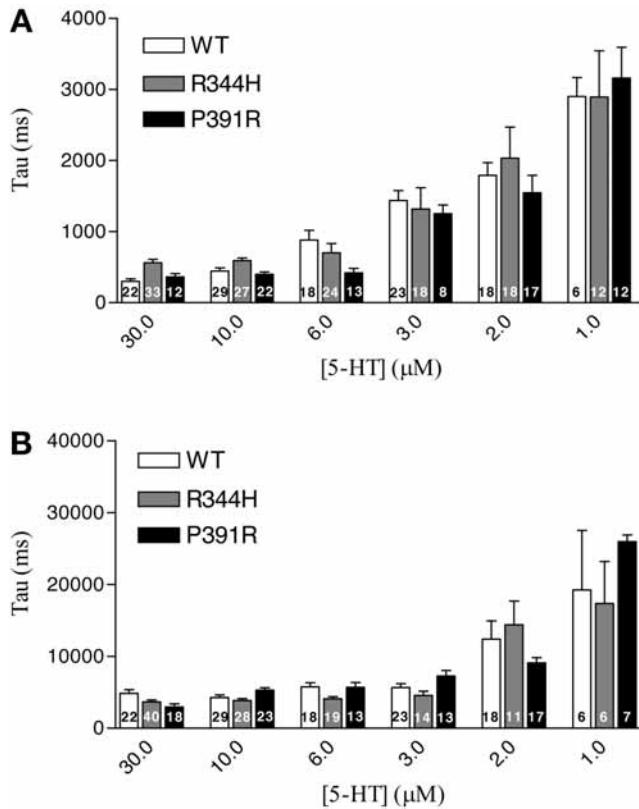 A
4000
3000
2000
1000
0
Tau (ms)
WT
R344H
P391R
22 33 12 29 27 22 18 24 13 23 18 8 18 18 17 6 12 12
30.0 10.0 6.0 3.0 2.0 1.0
[5-HT] (μM)
B
40000
30000
20000
10000
0
Tau (ms)
WT
R344H
P391R
22 40 18 29 28 23 18 19 13 23 14 13 18 11 17 6 6 7
30.0 10.0 6.0 3.0 2.0 1.0
[5-HT] (μM)